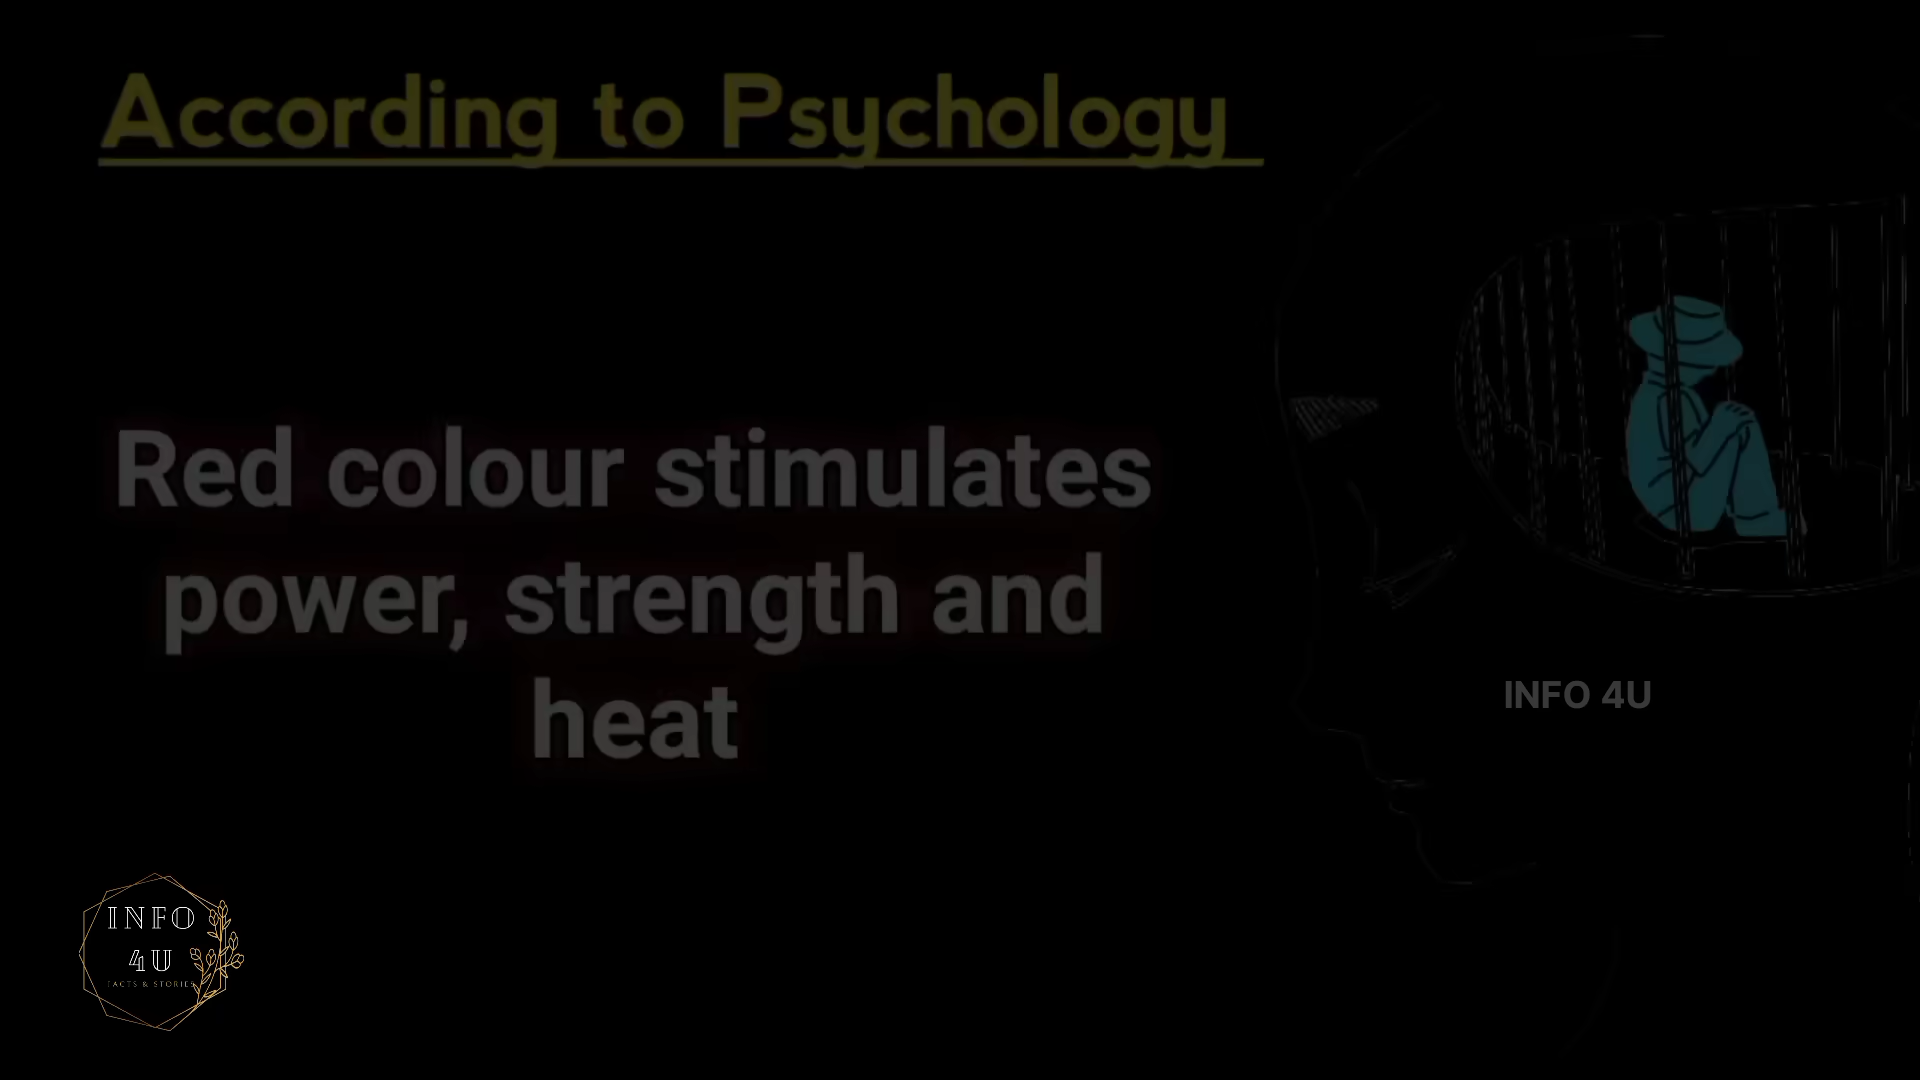 According to Psychology
Red colour stimulates
power, strength and
heat
INFO 4U
INFO
4U
FACTS & STORIES